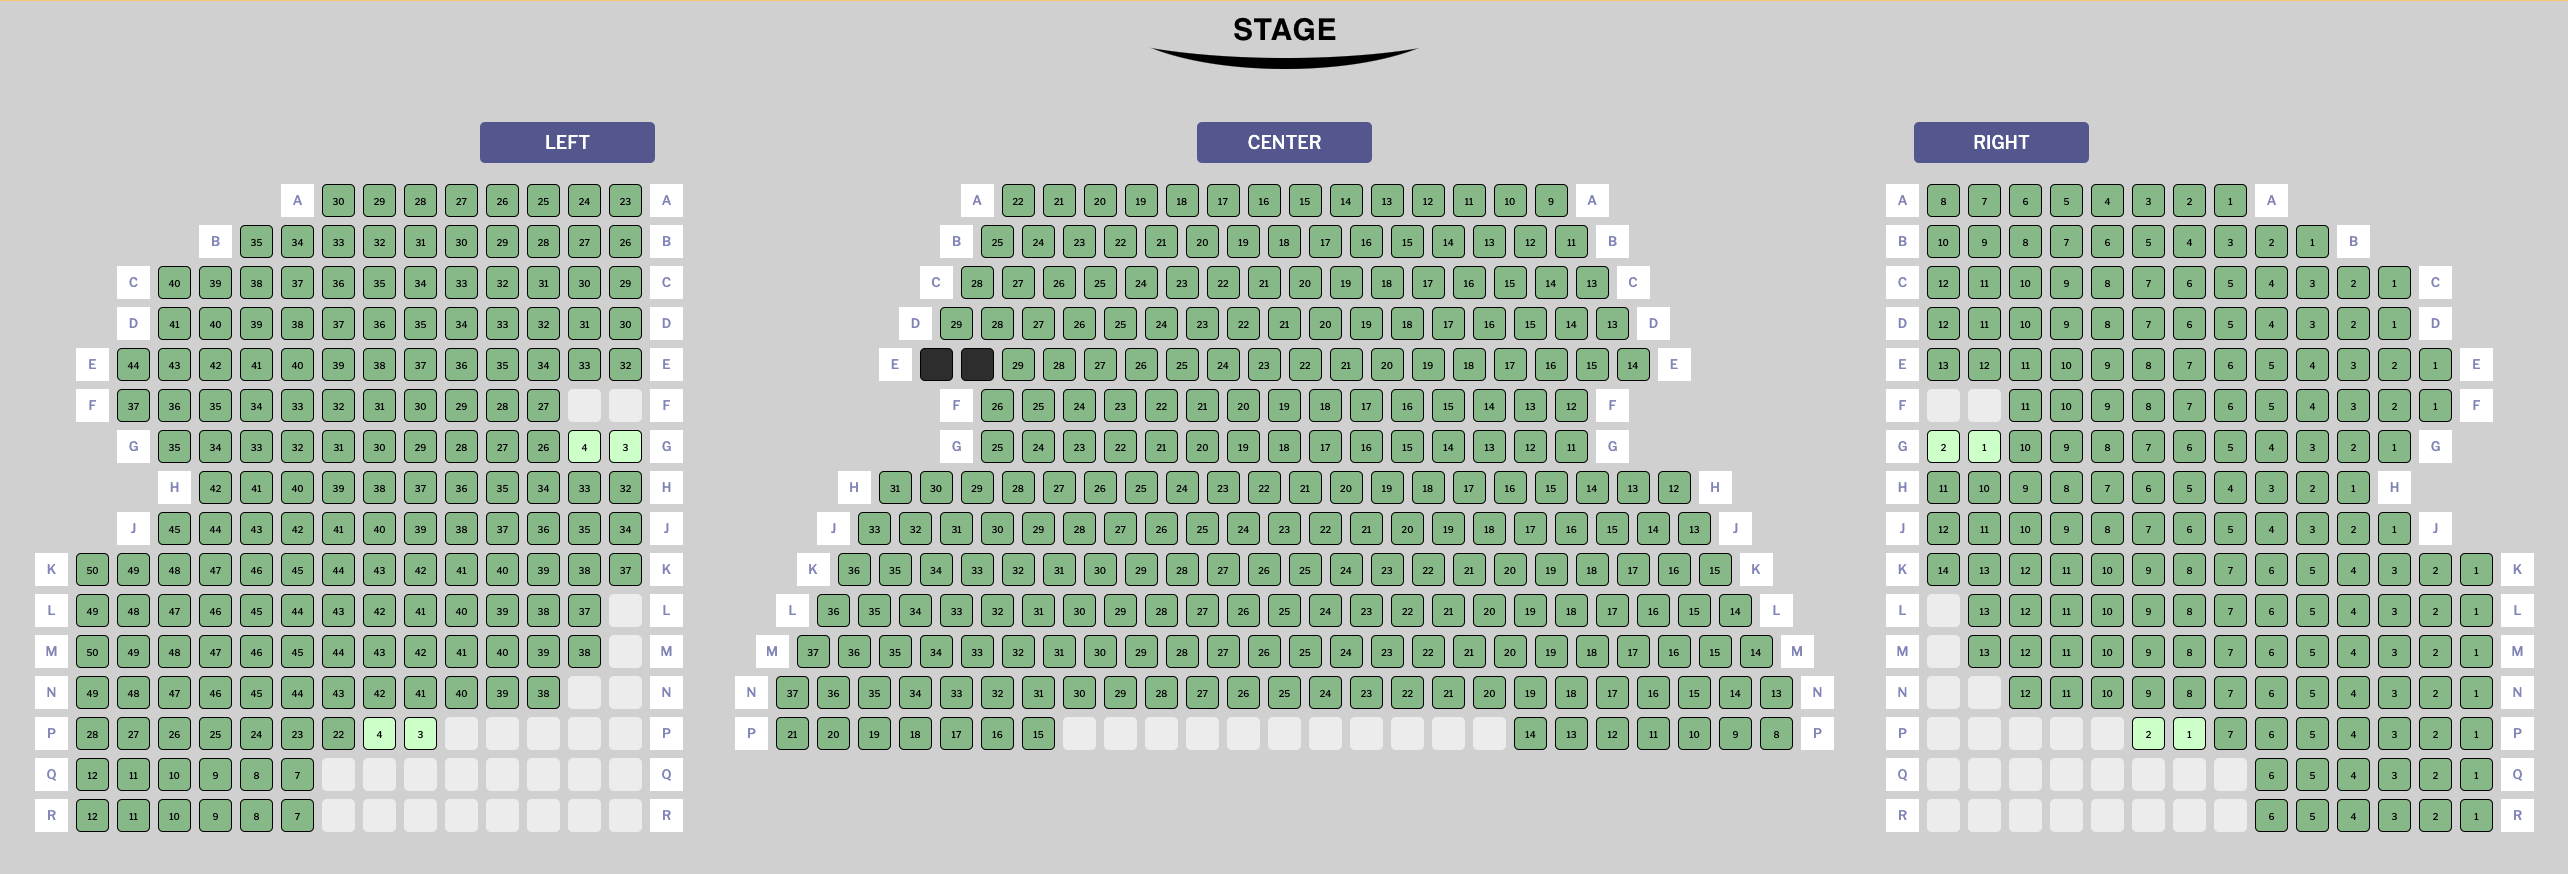 STAGE
LEFT CENTER RIGHT
A 30 29 28 27 26 25 24 23 A A 22 21 20 19 18 17 16 15 14 13 12 11 10 9 A A 8 7 6 5 4 3 2 1 A
B 35 34 33 32 31 30 29 28 27 26 B B 25 24 23 22 21 20 19 18 17 16 15 14 13 12 11 B B 10 9 8 7 6 5 4 3 2 1 B
C 40 39 38 37 36 35 34 33 32 31 30 29 C C 28 27 26 25 24 23 22 21 20 19 18 17 16 15 14 13 C C 12 11 10 9 8 7 6 5 4 3 2 1 C
D 41 40 39 38 37 36 35 34 33 32 31 30 D D 29 28 27 26 25 24 23 22 21 20 19 18 17 16 15 14 13 D D 12 11 10 9 8 7 6 5 4 3 2 1 D
E 44 43 42 41 40 39 38 37 36 35 34 33 32 E E 29 28 27 26 25 24 23 22 21 20 19 18 17 16 15 14 E E 13 12 11 10 9 8 7 6 5 4 3 2 1 E
F 37 36 35 34 33 32 31 30 29 28 27 F F 26 25 24 23 22 21 20 19 18 17 16 15 14 13 12 F F 11 10 9 8 7 6 5 4 3 2 1 F
G 35 34 33 32 31 30 29 28 27 26 4 3 G G 25 24 23 22 21 20 19 18 17 16 15 14 13 12 11 G G 2 1 10 9 8 7 6 5 4 3 2 1 G
H 42 41 40 39 38 37 36 35 34 33 32 H H 31 30 29 28 27 26 25 24 23 22 21 20 19 18 17 16 15 14 13 12 H H 11 10 9 8 7 6 5 4 3 2 1 H
J 45 44 43 42 41 40 39 38 37 36 35 34 J J 33 32 31 30 29 28 27 26 25 24 23 22 21 20 19 18 17 16 15 14 13 J J 12 11 10 9 8 7 6 5 4 3 2 1 J
K 50 49 48 47 46 45 44 43 42 41 40 39 38 37 K K 36 35 34 33 32 31 30 29 28 27 26 25 24 23 22 21 20 19 18 17 16 15 K K 14 13 12 11 10 9 8 7 6 5 4 3 2 1 K
L 49 48 47 46 45 44 43 42 41 40 39 38 37 L L 36 35 34 33 32 31 30 29 28 27 26 25 24 23 22 21 20 19 18 17 16 15 14 L L 13 12 11 10 9 8 7 6 5 4 3 2 1 L
M 50 49 48 47 46 45 44 43 42 41 40 39 38 M M 37 36 35 34 33 32 31 30 29 28 27 26 25 24 23 22 21 20 19 18 17 16 15 14 M M 13 12 11 10 9 8 7 6 5 4 3 2 1 M
N 49 48 47 46 45 44 43 42 41 40 39 38 N N 37 36 35 34 33 32 31 30 29 28 27 26 25 24 23 22 21 20 19 18 17 16 15 14 13 N N 12 11 10 9 8 7 6 5 4 3 2 1 N
P 28 27 26 25 24 23 22 4 3 P P 21 20 19 18 17 16 15 14 13 12 11 10 9 8 P P 2 1 7 6 5 4 3 2 1 P
Q 12 11 10 9 8 7 Q Q 6 5 4 3 2 1 Q
R 12 11 10 9 8 7 R R 6 5 4 3 2 1 R